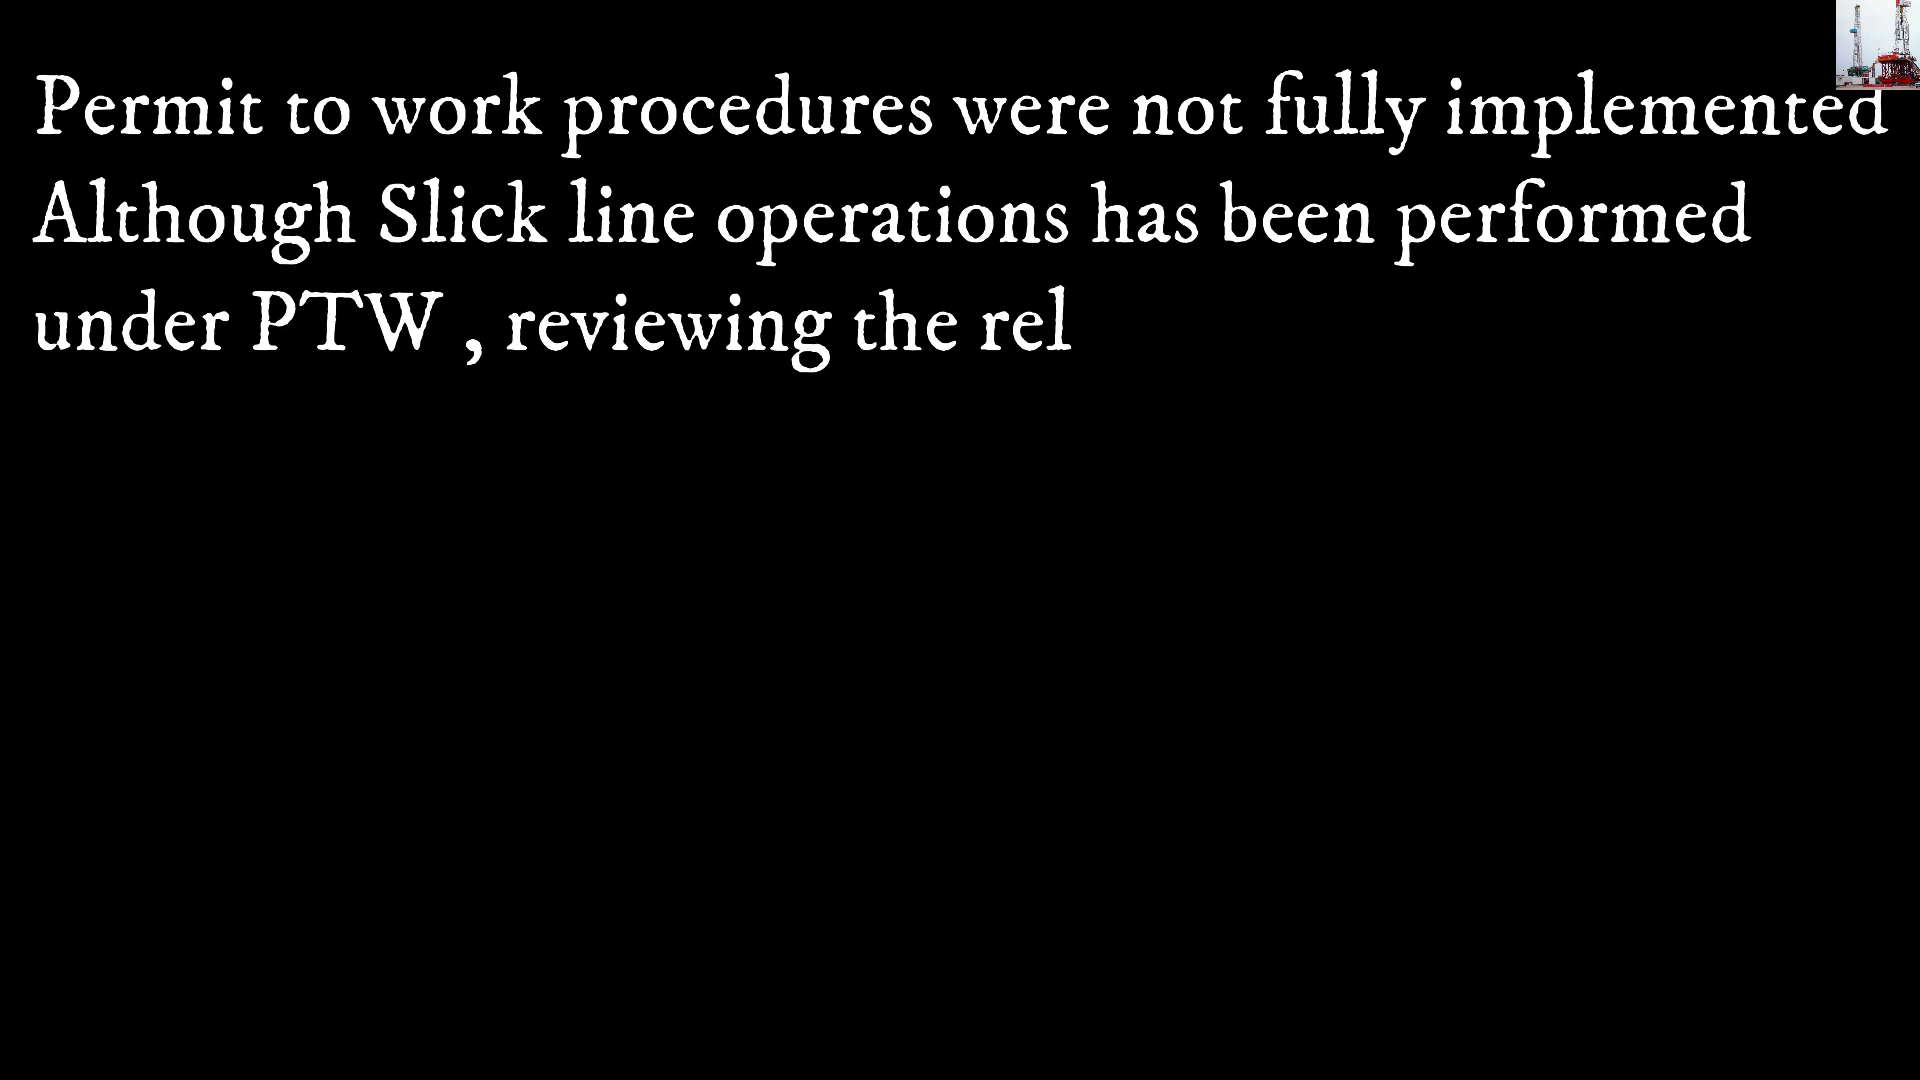 Permit to work procedures were not fully implemented
Although Slick line operations has been performed
under PTW , reviewing the rel